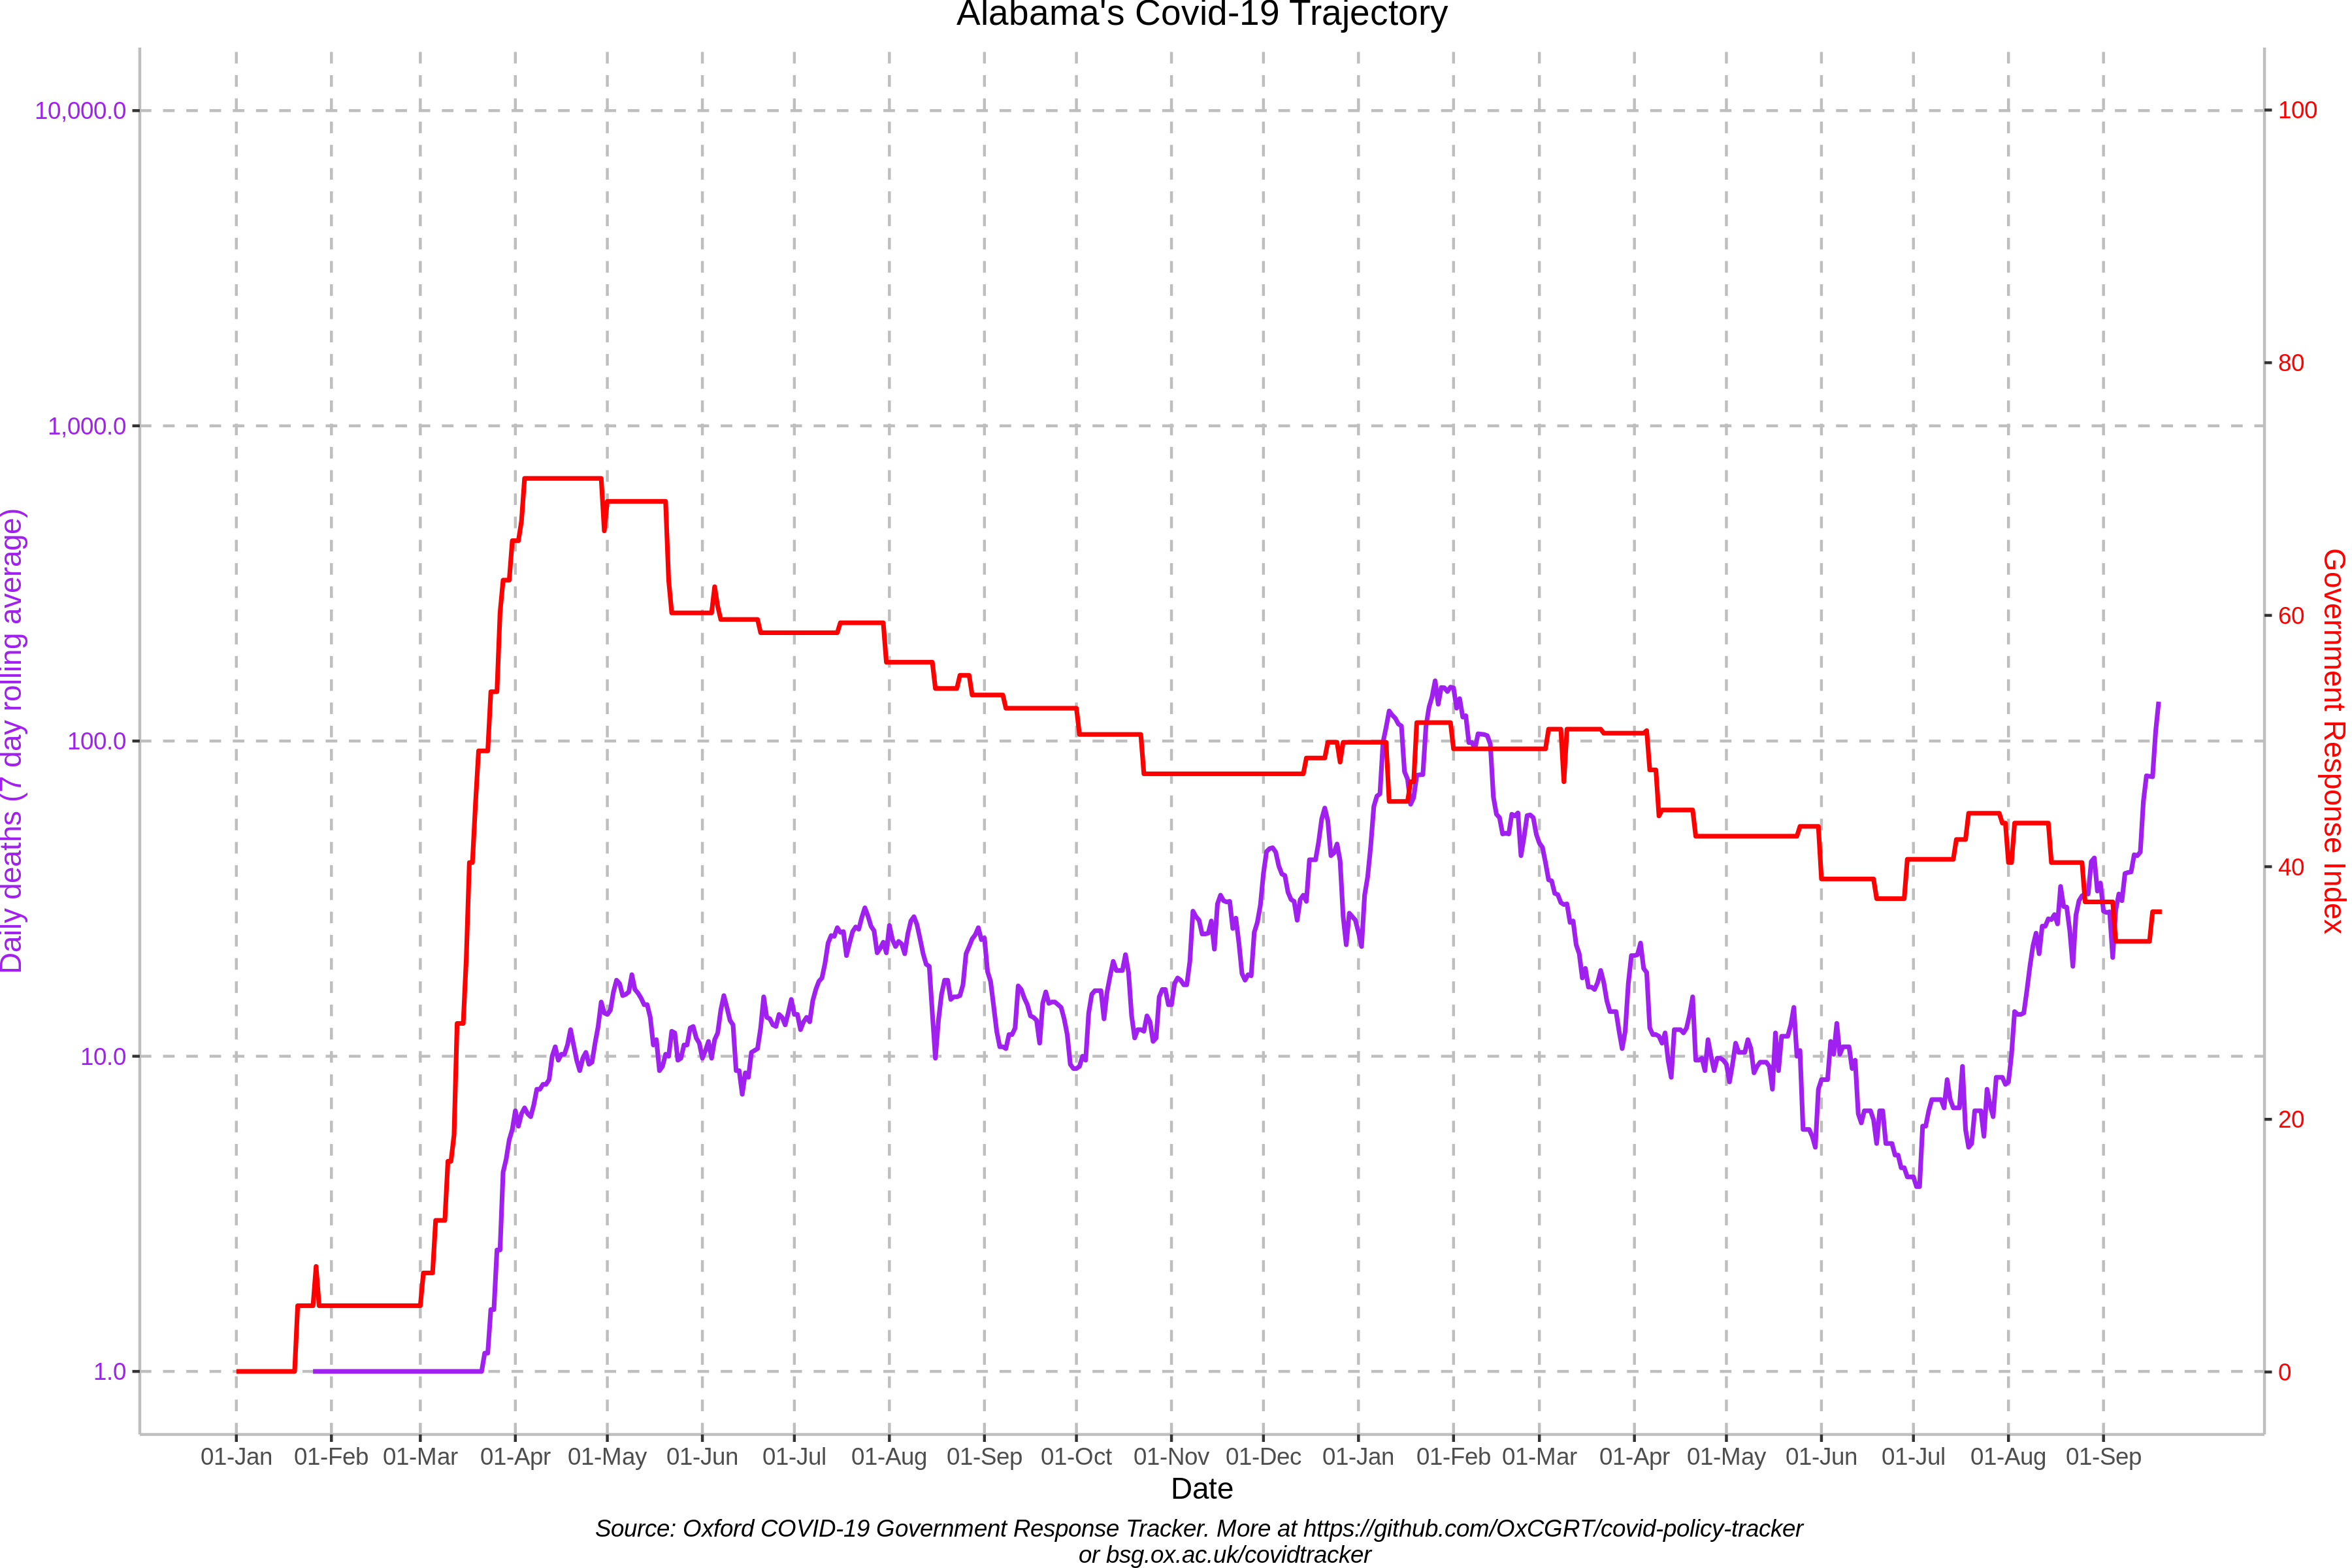 Alabama's Covid-19 Trajectory
10,000.0
1,000.0
100.0
10.0
1.0
Daily deaths (7 day rolling average)
100
80
60
40
20
0
Government Response Index
01-Jan 01-Feb 01-Mar 01-Apr 01-May 01-Jun 01-Jul 01-Aug 01-Sep 01-Oct 01-Nov 01-Dec 01-Jan 01-Feb 01-Mar 01-Apr 01-May 01-Jun 01-Jul 01-Aug 01-Sep
Date
Source: Oxford COVID-19 Government Response Tracker. More at https://github.com/OxCGRT/covid-policy-tracker
or bsg.ox.ac.uk/covidtracker